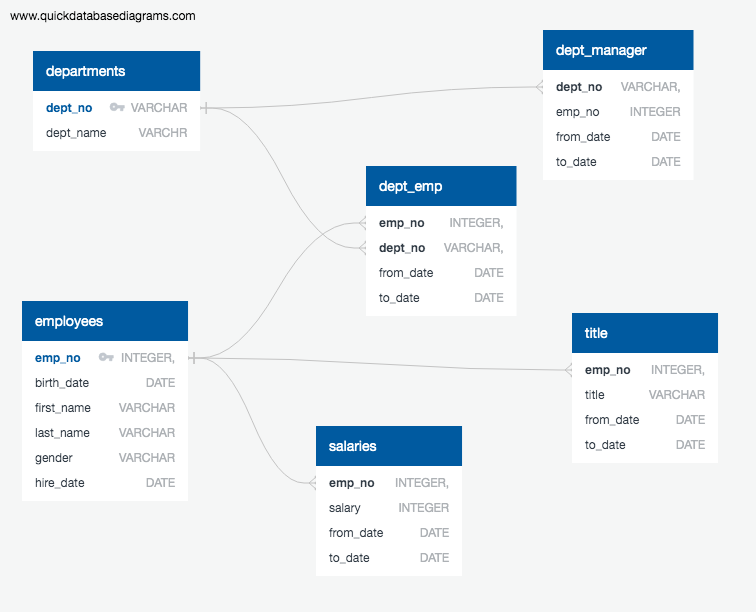 www.quickdatabasediagrams.com
departments
dept_no VARCHAR
dept_name VARCHR
dept_manager
dept_no VARCHAR,
emp_no INTEGER
from_date DATE
to_date DATE
dept_emp
emp_no INTEGER,
dept_no VARCHAR,
from_date DATE
to_date DATE
employees
emp_no INTEGER,
birth_date DATE
first_name VARCHAR
last_name VARCHAR
gender VARCHAR
hire_date DATE
title
emp_no INTEGER,
title VARCHAR
from_date DATE
to_date DATE
salaries
emp_no INTEGER,
salary INTEGER
from_date DATE
to_date DATE